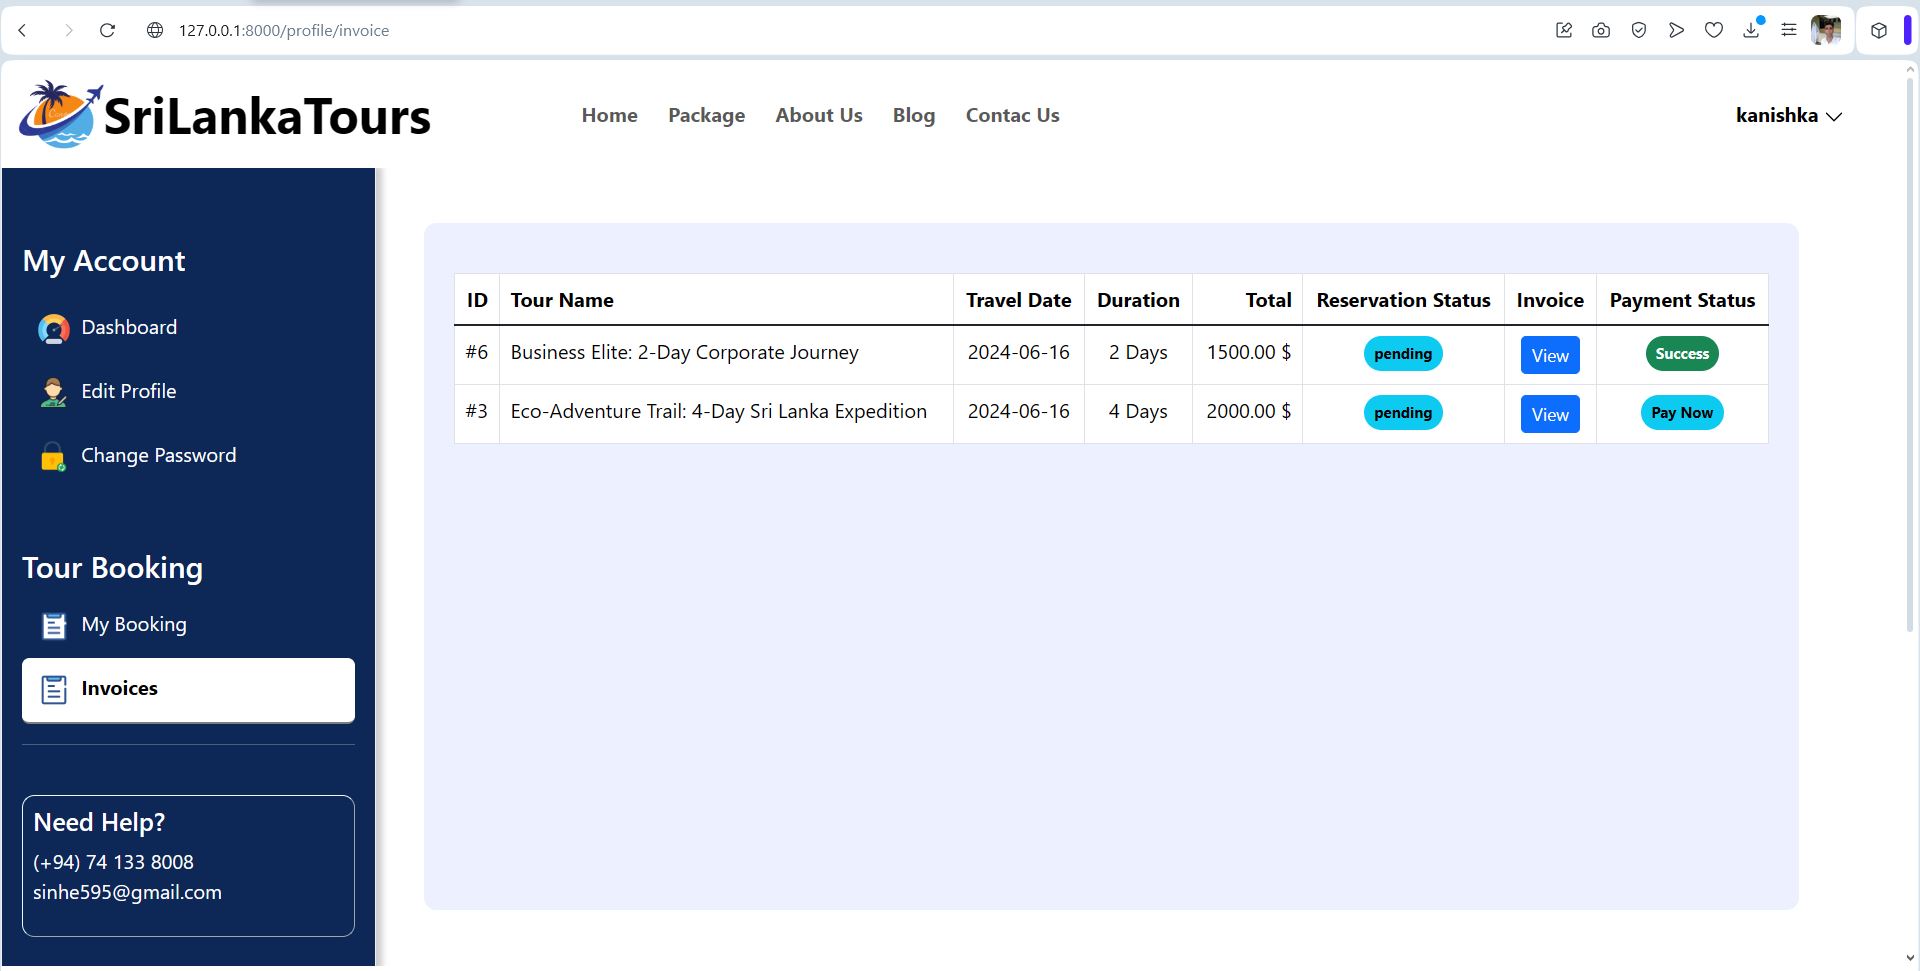 127.0.0.1:8000/profile/invoice
SriLankaTours
Home Package About Us Blog Contac Us
kanishka
My Account
Dashboard
Edit Profile
Change Password
Tour Booking
My Booking
Invoices
Need Help?
(+94) 74 133 8008
sinhe595@gmail.com
ID Tour Name Travel Date Duration Total Reservation Status Invoice Payment Status
#6 Business Elite: 2-Day Corporate Journey 2024-06-16 2 Days 1500.00 $ pending View Success
#3 Eco-Adventure Trail: 4-Day Sri Lanka Expedition 2024-06-16 4 Days 2000.00 $ pending View Pay Now